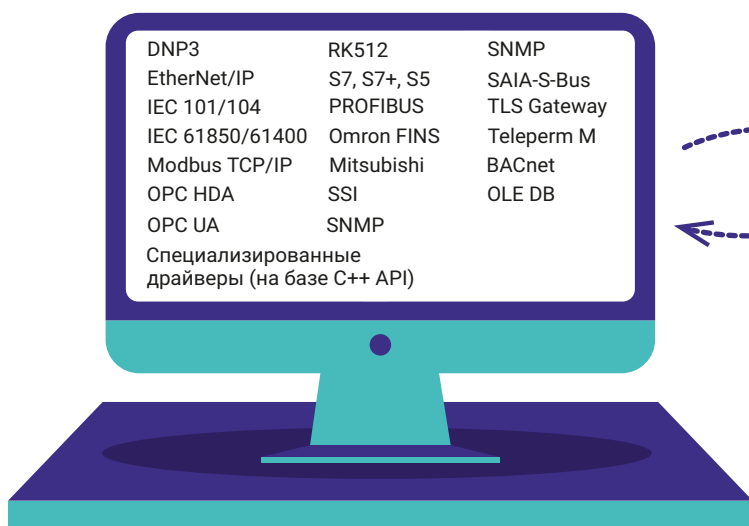 DNP3
EtherNet/IP
IEC 101/104
IEC 61850/61400
Modbus TCP/IP
OPC HDA
OPC UA
RK512
S7, S7+, S5
PROFIBUS
Omron FINS
Mitsubishi
SSI
SNMP
SNMP
SAIA-S-Bus
TLS Gateway
Teleperm M
BACnet
OLE DB
Специализированные
драйверы (на базе C++ API)